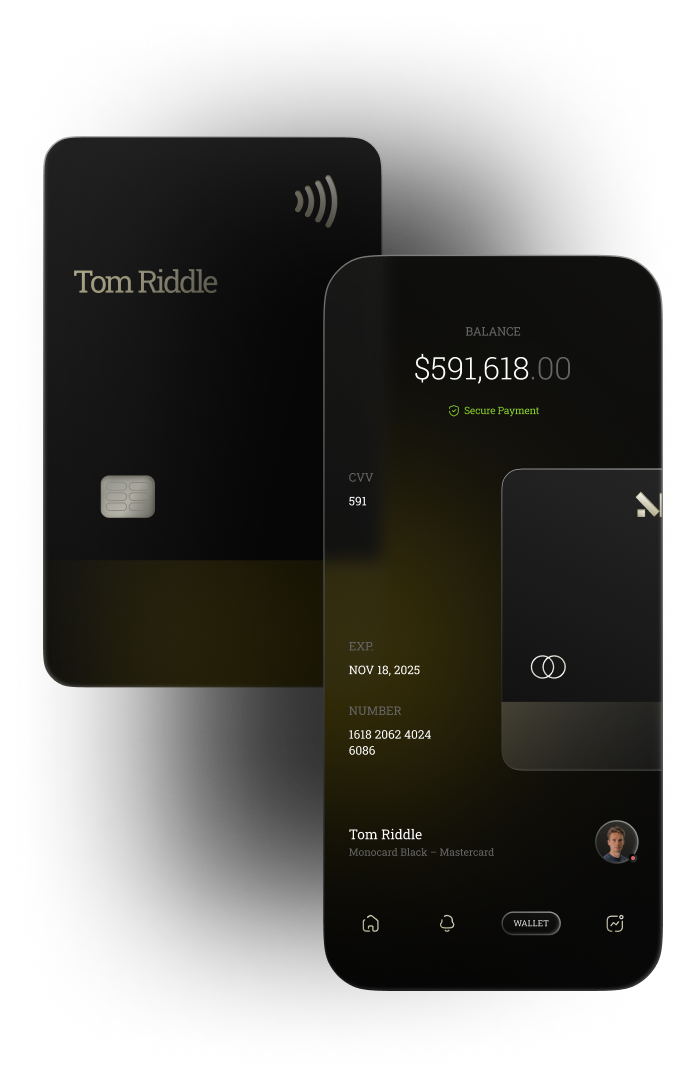 Tom Riddle
BALANCE
$591,618.00
Secure Payment
CVV
591
EXP.
NOV 18, 2025
NUMBER
1618 2062 4024
6086
Tom Riddle
Monocard Black – Mastercard
WALLET